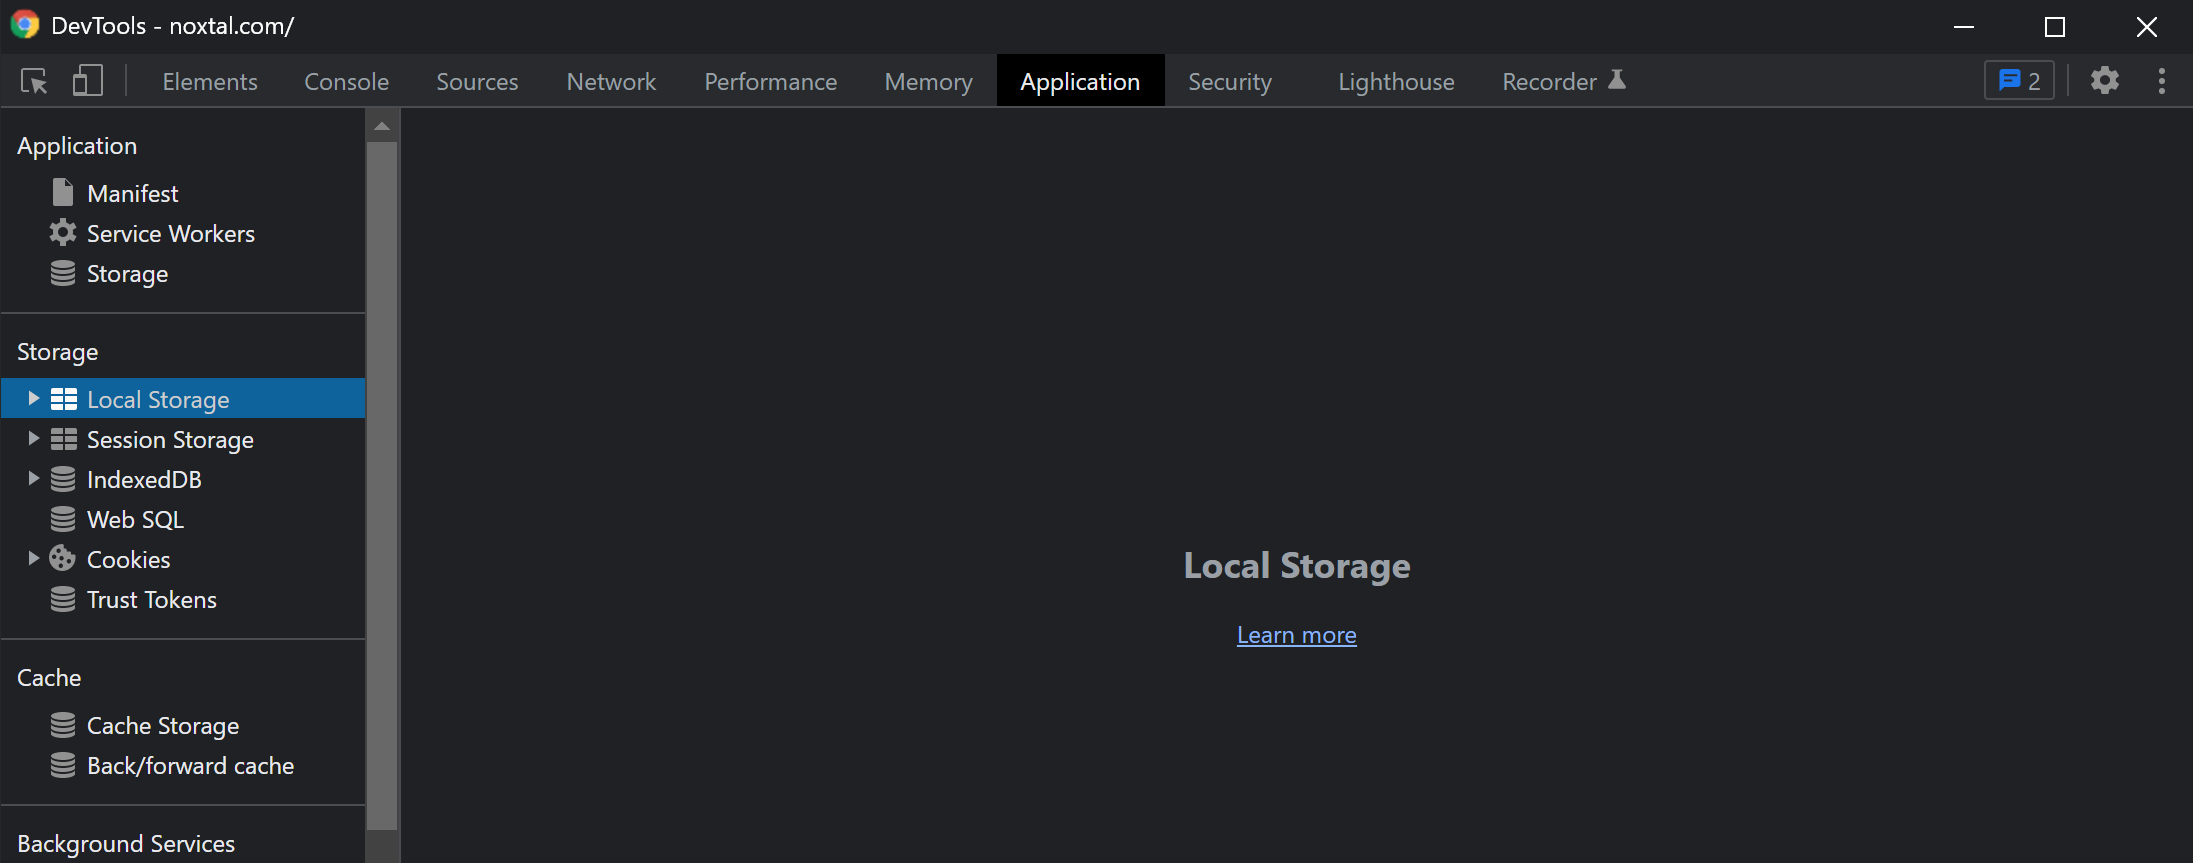 DevTools - noxtal.com/
Elements Console Sources Network Performance Memory Application Security Lighthouse Recorder 2
Application
Manifest
Service Workers
Storage
Storage
Local Storage
Session Storage
IndexedDB
Web SQL
Cookies
Trust Tokens
Cache
Cache Storage
Back/forward cache
Background Services
Local Storage
Learn more